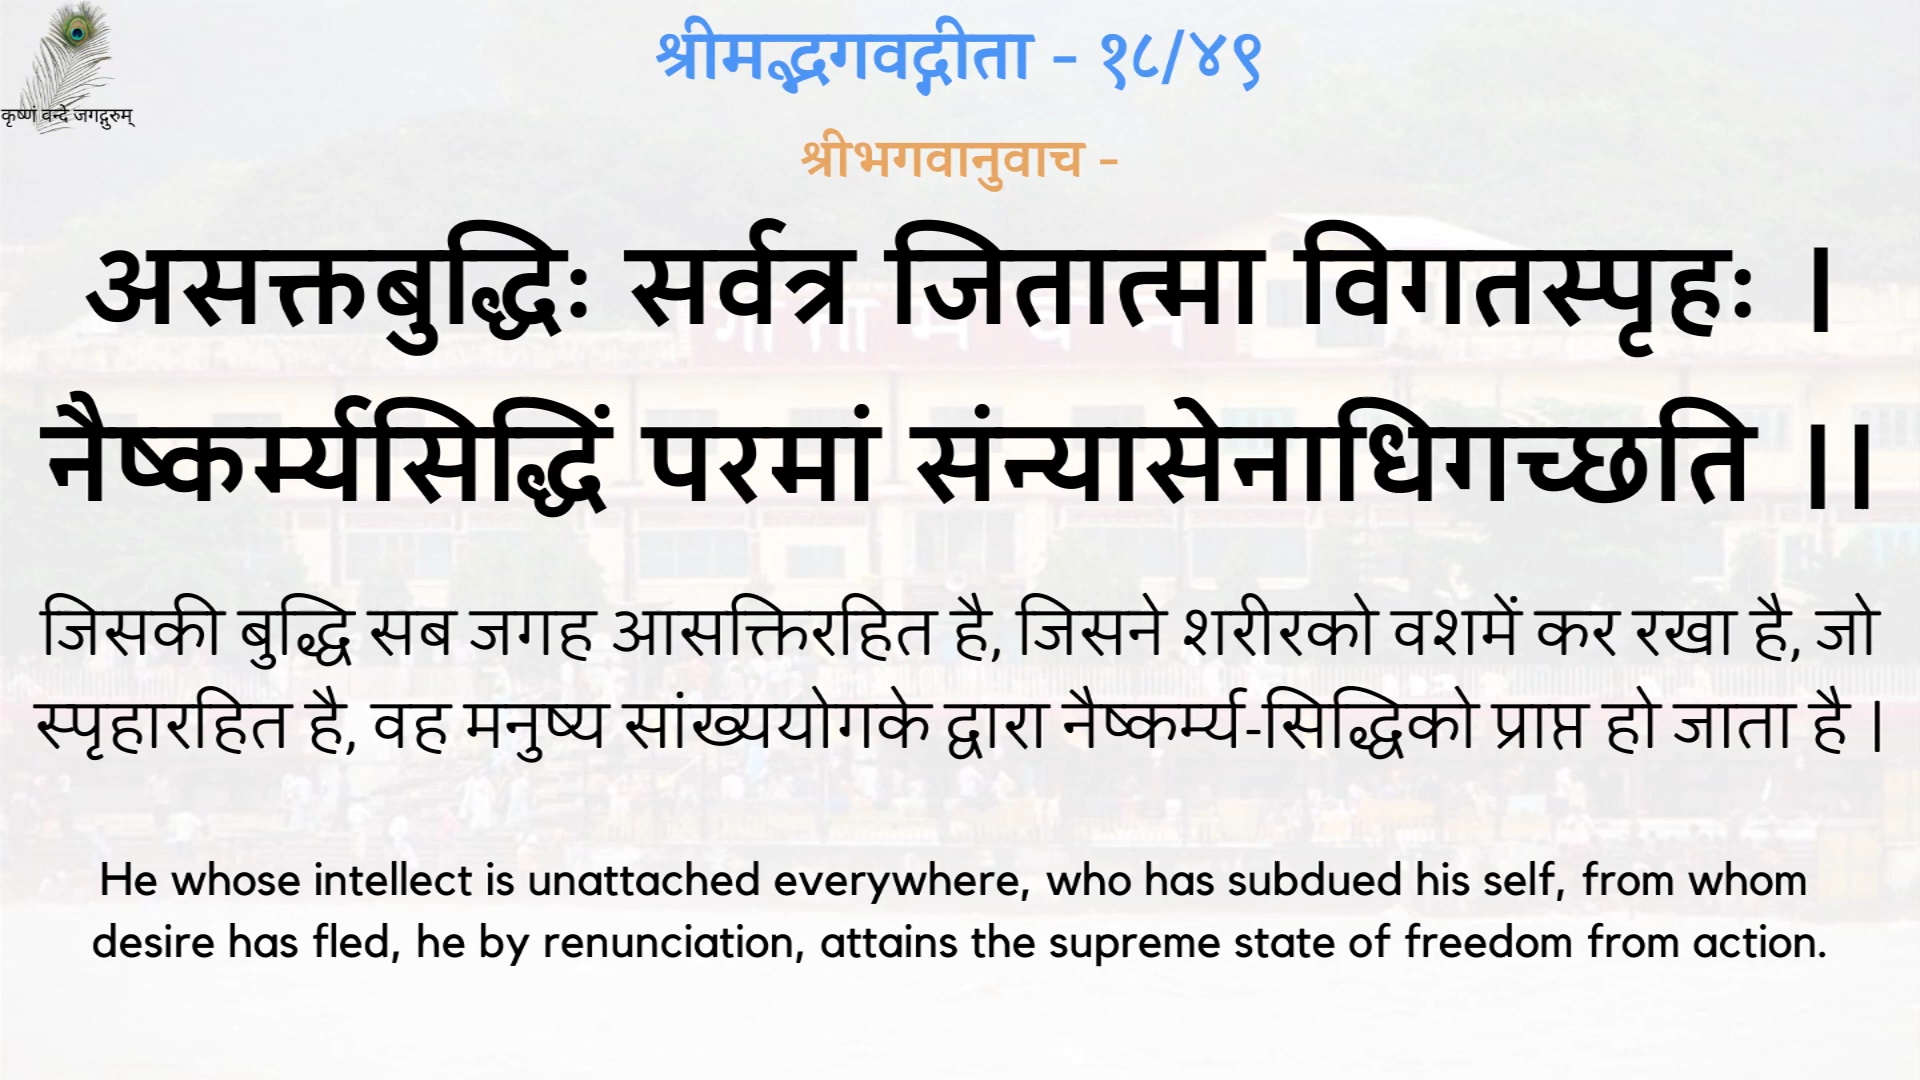 कृष्णं वन्दे जगद्गुरुम्
श्रीमद्भगवद्गीता - १८/४९
श्रीभगवानुवाच -
असक्तबुद्धिः सर्वत्र जितात्मा विगतस्पृहः ।
नैष्कर्म्यसिद्धिं परमां संन्यासेनाधिगच्छति ।।
जिसकी बुद्धि सब जगह आसक्तिरहित है, जिसने शरीरको वशमें कर रखा है, जो
स्पृहारहित है, वह मनुष्य सांख्ययोगके द्वारा नैष्कर्म्य-सिद्धिको प्राप्त हो जाता है |
He whose intellect is unattached everywhere, who has subdued his self, from whom
desire has fled, he by renunciation, attains the supreme state of freedom from action.